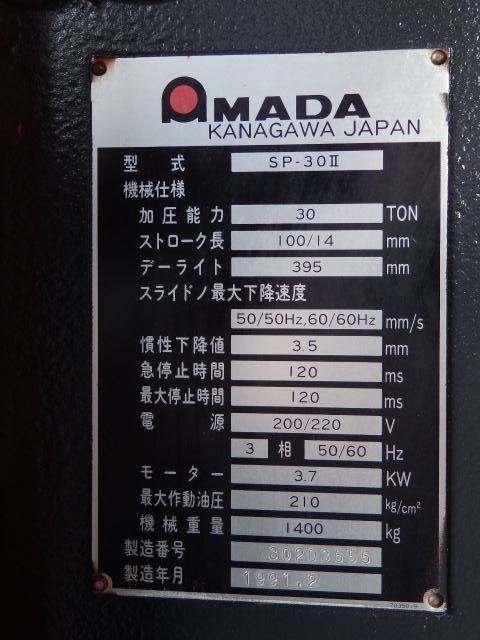 AMADA
KANAGAWA JAPAN
型式 SP-30II
機械仕様
加圧能力 30 TON
ストローク長 100/14 mm
デーライト 395 mm
スライドノ最大下降速度
50/50Hz,60/60Hz mm/s
慣性下降値 3.5 mm
急停止時間 120 ms
最大停止時間 120 ms
電源 200/220 V
3 相 50/60 Hz
モーター 3.7 KW
最大作動油圧 210 kg/cm²
機械重量 1400 kg
製造番号 30203656
製造年月 1991.2
70350-9